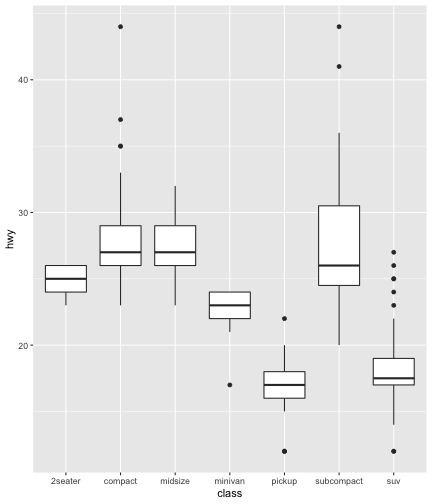 40
30
20
hwy
2seater compact midsize minivan pickup subcompact suv
class